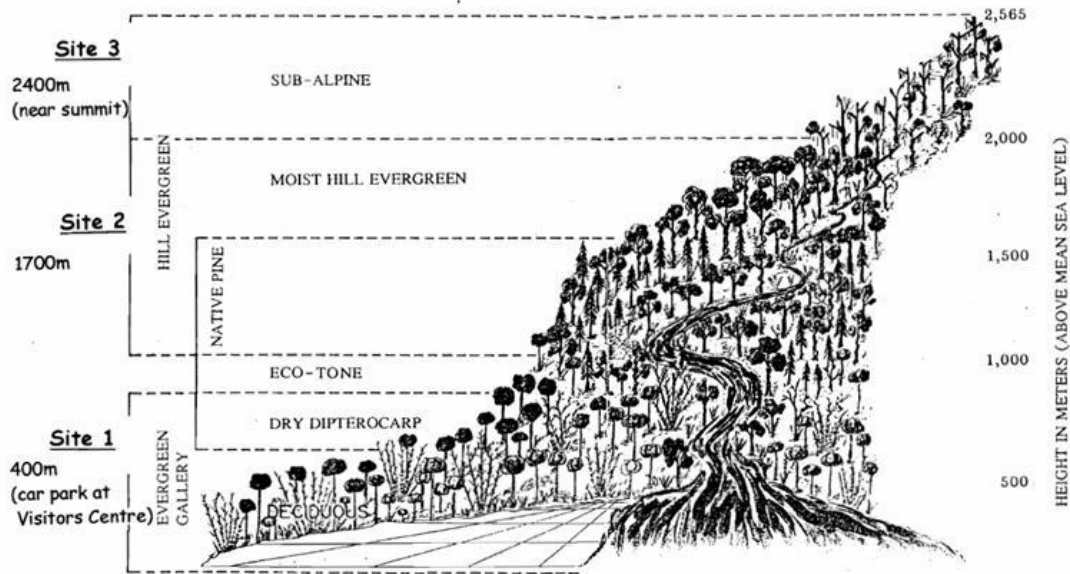 Site 3
2400m
(near summit)
Site 2
1700m
Site 1
400m
(car park at
Visitors Centre)
HILL EVERGREEN
EVERGREEN
GALLERY
NATIVE PINE
SUB-ALPINE
MOIST HILL EVERGREEN
ECO-TONE
DRY DIPTEROCARP
DECIDUOUS
2,565
2,000
1,500
1,000
500
HEIGHT IN METERS (ABOVE MEAN SEA LEVEL)